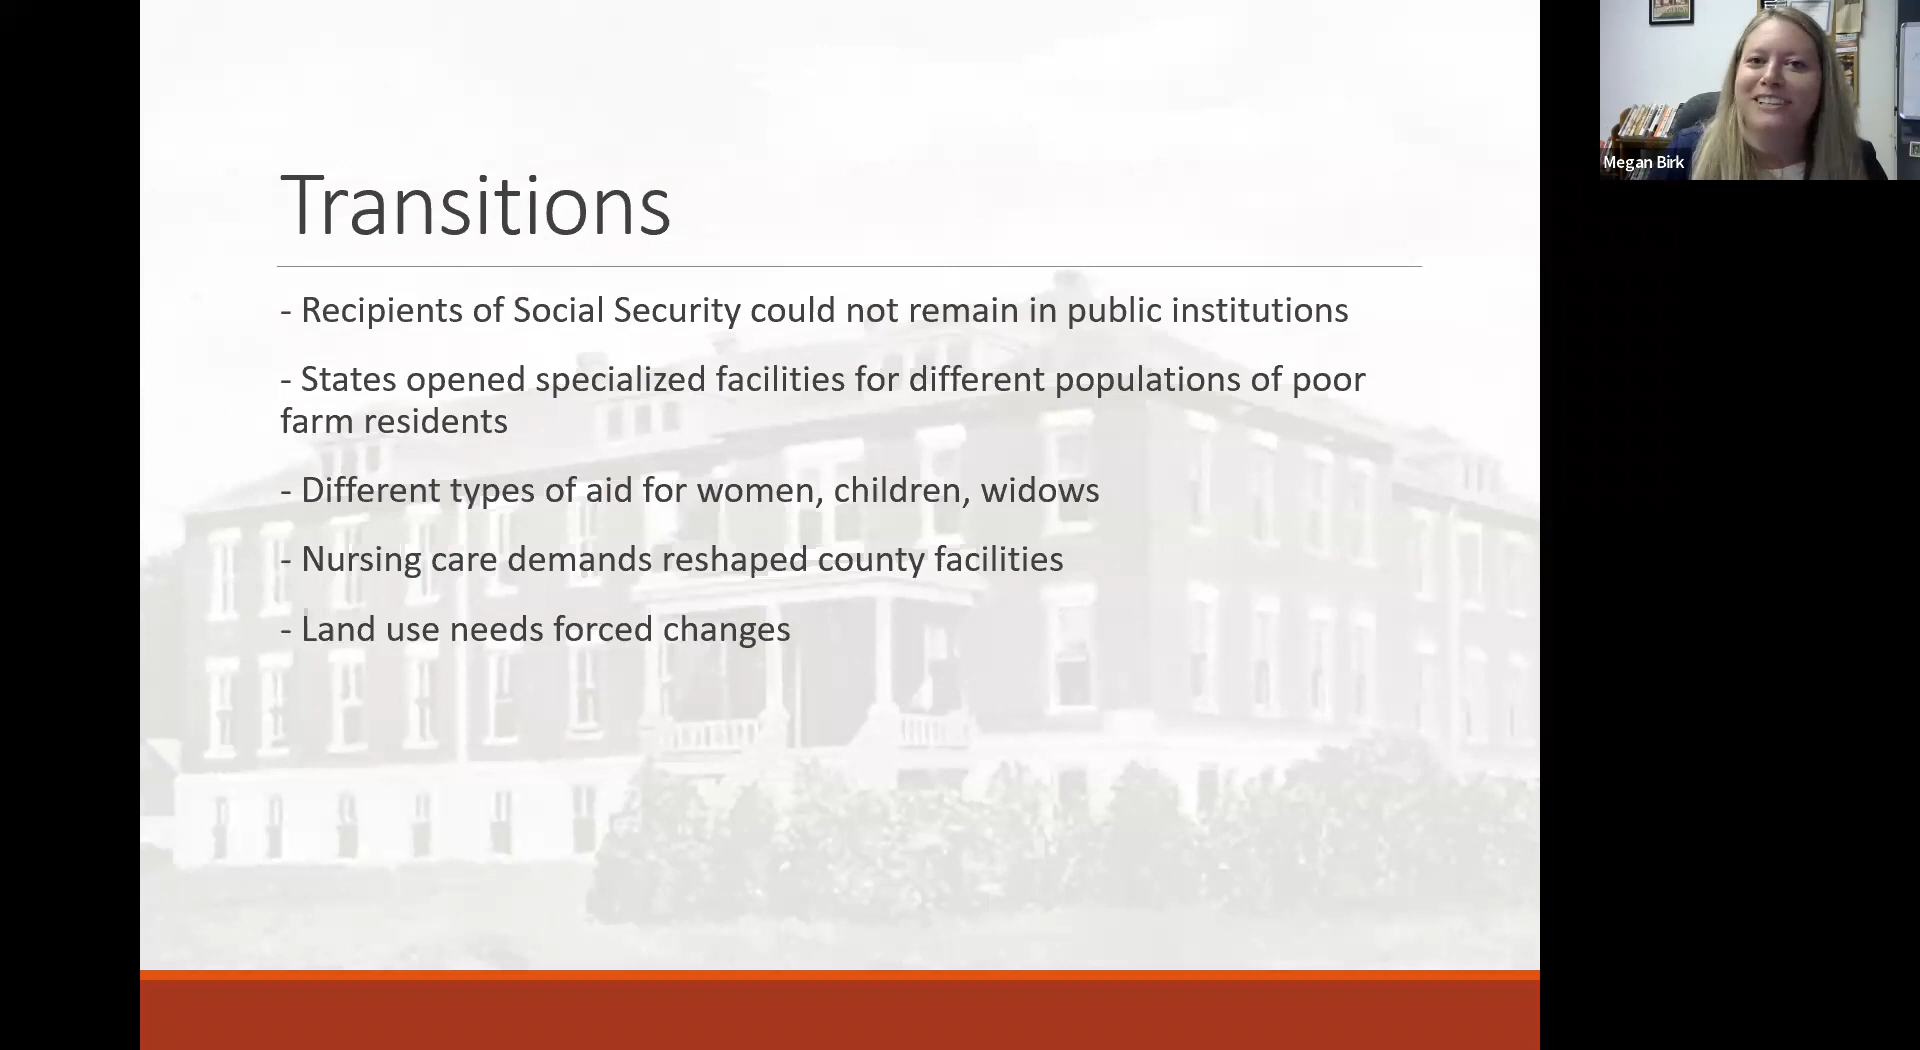 Transitions
- Recipients of Social Security could not remain in public institutions
- States opened specialized facilities for different populations of poor
farm residents
- Different types of aid for women, children, widows
- Nursing care demands reshaped county facilities
- Land use needs forced changes
Megan Birk